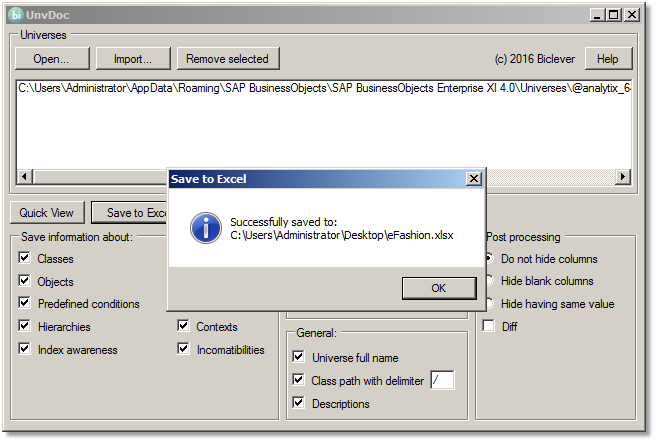 bi UnvDoc
Universes
Open...
Import...
Remove selected
(c) 2016 Biclever
Help
C:\Users\Administrator\AppData\Roaming\SAP BusinessObjects\SAP BusinessObjects Enterprise XI 4.0\Universes\@analytix_6
Save to Excel
Successfully saved to:
C:\Users\Administrator\Desktop\eFashion.xlsx
OK
Quick View
Save to Exce
Save information about:
Classes
Objects
Predefined conditions
Hierarchies
Index awareness
Contexts
Incomatibilities
General:
Universe full name
Class path with delimiter /
Descriptions
Post processing
Do not hide columns
Hide blank columns
Hide having same value
Diff